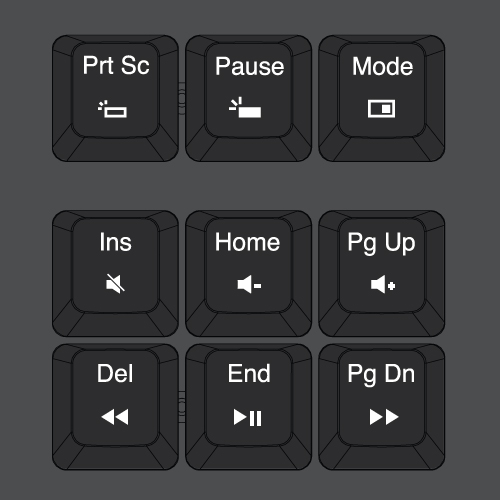 Prt Sc
Pause
Mode
Ins
Home
Pg Up
Del
End
Pg Dn